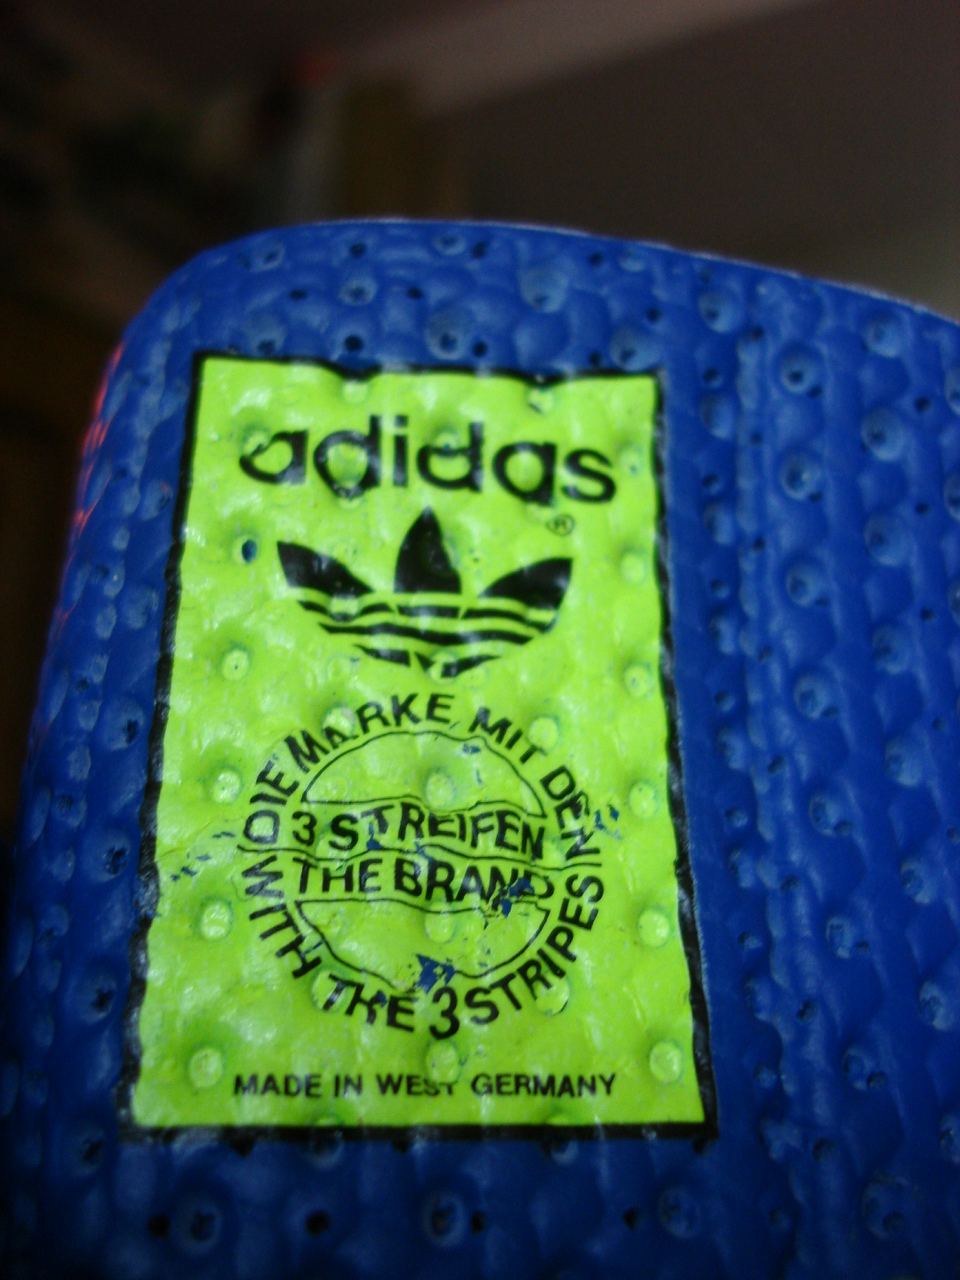 adidas
®
DIE MARKE MIT DEN
3 STREIFEN
THE BRAND
WITH THE 3 STRIPES
MADE IN WEST GERMANY